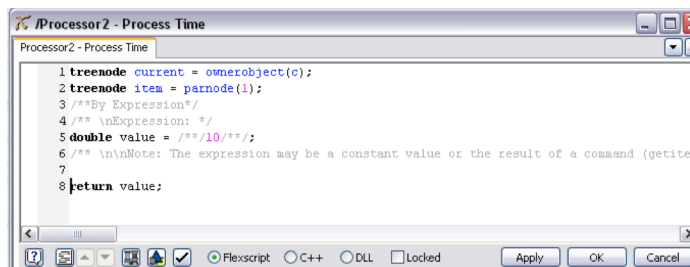 /Processor2 - Process Time
Processor2 - Process Time
1 treenode current = ownerobject(c);
2 treenode item = parnode(1);
3 /**By Expression*/
4 /** \nExpression: */
5 double value = /**/10/**/;
6 /** \n\nNote: The expression may be a constant value or the result of a command (getite
7
8 return value;
Flexscript C++ DLL Locked Apply OK Cancel